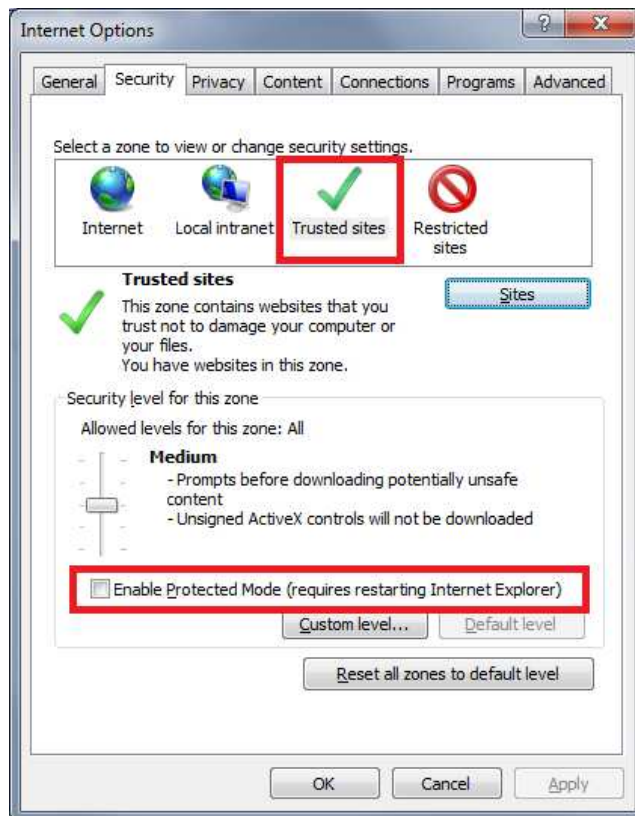 Internet Options
?
X
General Security Privacy Content Connections Programs Advanced
Select a zone to view or change security settings.
Internet Local intranet Trusted sites Restricted
sites
Trusted sites
Sites
This zone contains websites that you
trust not to damage your computer or
your files.
You have websites in this zone.
Security level for this zone
Allowed levels for this zone: All
Medium
- Prompts before downloading potentially unsafe
content
- Unsigned ActiveX controls will not be downloaded
Enable Protected Mode (requires restarting Internet Explorer)
Custom level... Default level
Reset all zones to default level
OK Cancel Apply